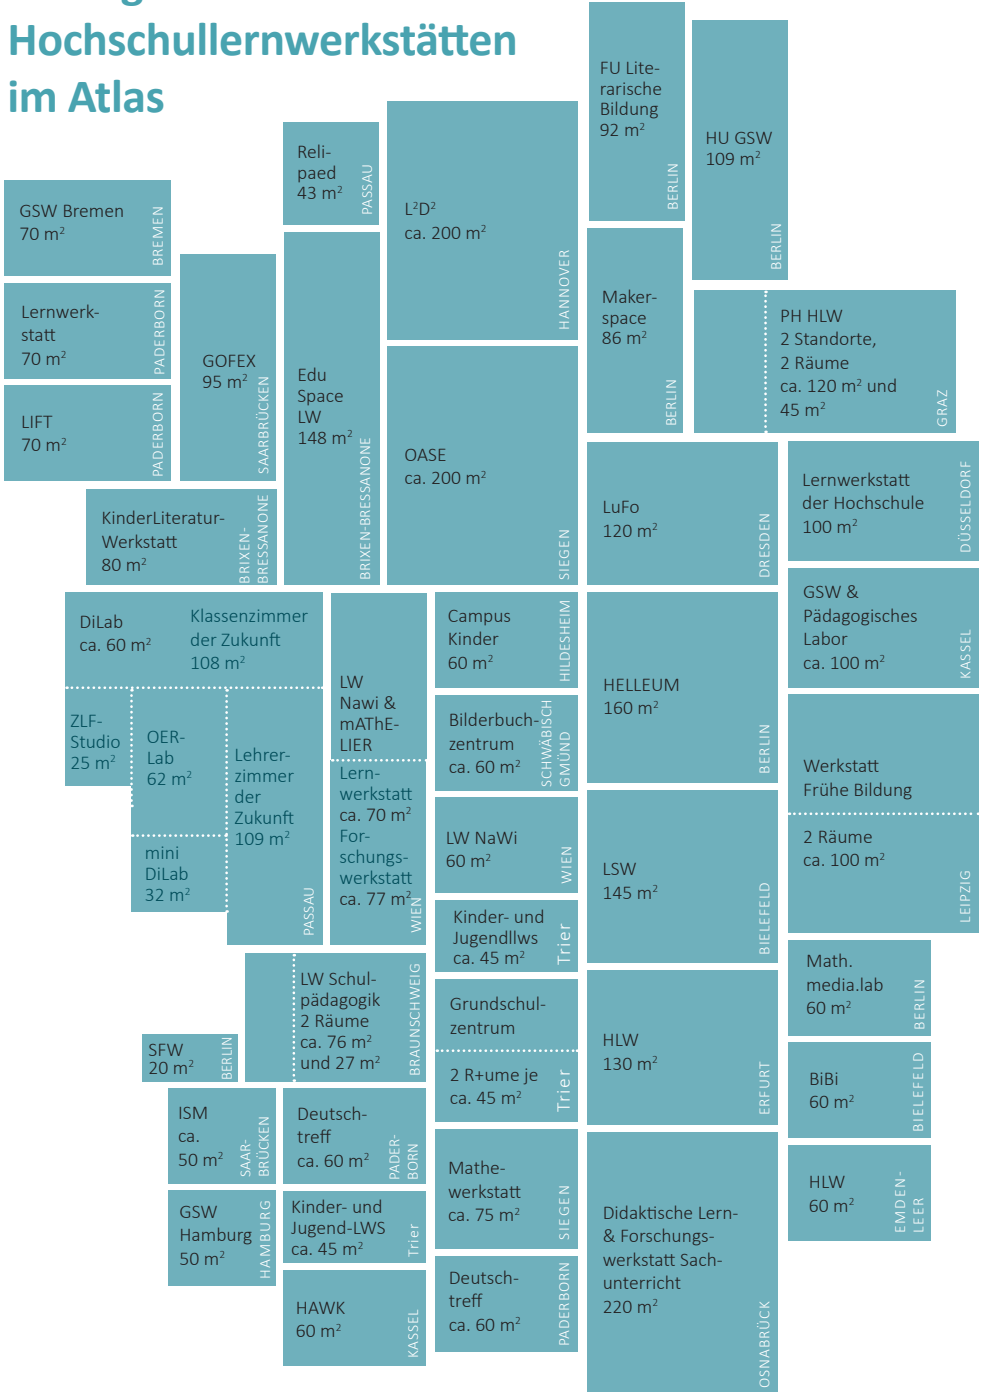 Hochschullernwerkstätten
im Atlas
FU Lite-
rarische
Bildung
92 m²
BERLIN
HU GSW
109 m²
BERLIN
Reli-
paed
43 m²
PASSAU
L²D²
ca. 200 m²
HANNOVER
GSW Bremen
70 m²
BREMEN
Lernwerk-
statt
70 m²
PADERBORN
LIFT
70 m²
PADERBORN
GOFEX
95 m²
SAARBRÜCKEN
Edu
Space
LW
148 m²
BRIXEN-BRESSANONE
OASE
ca. 200 m²
SIEGEN
Maker-
space
86 m²
BERLIN
PH HLW
2 Standorte,
2 Räume
ca. 120 m² und
45 m²
GRAZ
KinderLiteratur-
Werkstatt
80 m²
BRIXEN-
BRESSANONE
LuFo
120 m²
DRESDEN
Lernwerkstatt
der Hochschule
100 m²
DÜSSELDORF
GSW &
Pädagogisches
Labor
ca. 100 m²
KASSEL
DiLab
ca. 60 m²
Klassenzimmer
der Zukunft
108 m²
ZLF-
Studio
25 m²
OER-
Lab
62 m²
Lehrer-
zimmer
der
Zukunft
109 m²
mini
DiLab
32 m²
PASSAU
LW
Nawi &
mAThE-
LIER
Lern-
werkstatt
ca. 70 m²
For-
schungs-
werkstatt
ca. 77 m²
WIEN
Campus
Kinder
60 m²
HILDESHEIM
Bilderbuch-
zentrum
ca. 60 m²
SCHWÄBISCH
GMÜND
LW NaWi
60 m²
WIEN
Kinder- und
Jugendllws
ca. 45 m²
Trier
HELLEUM
160 m²
BERLIN
Werkstatt
Frühe Bildung
2 Räume
ca. 100 m²
LEIPZIG
LSW
145 m²
BIELEFELD
LW Schul-
pädagogik
2 Räume
ca. 76 m²
und 27 m²
BRAUNSCHWEIG
Grundschul-
zentrum
2 R+ume je
ca. 45 m²
Trier
HLW
130 m²
ERFURT
Math.
media.lab
60 m²
BERLIN
SFW
20 m²
BERLIN
BiBi
60 m²
BIELEFELD
ISM
ca.
50 m²
SAAR-
BRÜCKEN
Deutsch-
treff
ca. 60 m²
PADER-
BORN
Mathe-
werkstatt
ca. 75 m²
SIEGEN
Didaktische Lern-
& Forschungs-
werkstatt Sach-
unterricht
220 m²
OSNABRÜCK
HLW
60 m²
EMDEN-
LEER
GSW
Hamburg
50 m²
HAMBURG
Kinder- und
Jugend-LWS
ca. 45 m²
Trier
HAWK
60 m²
KASSEL
Deutsch-
treff
ca. 60 m²
PADERBORN